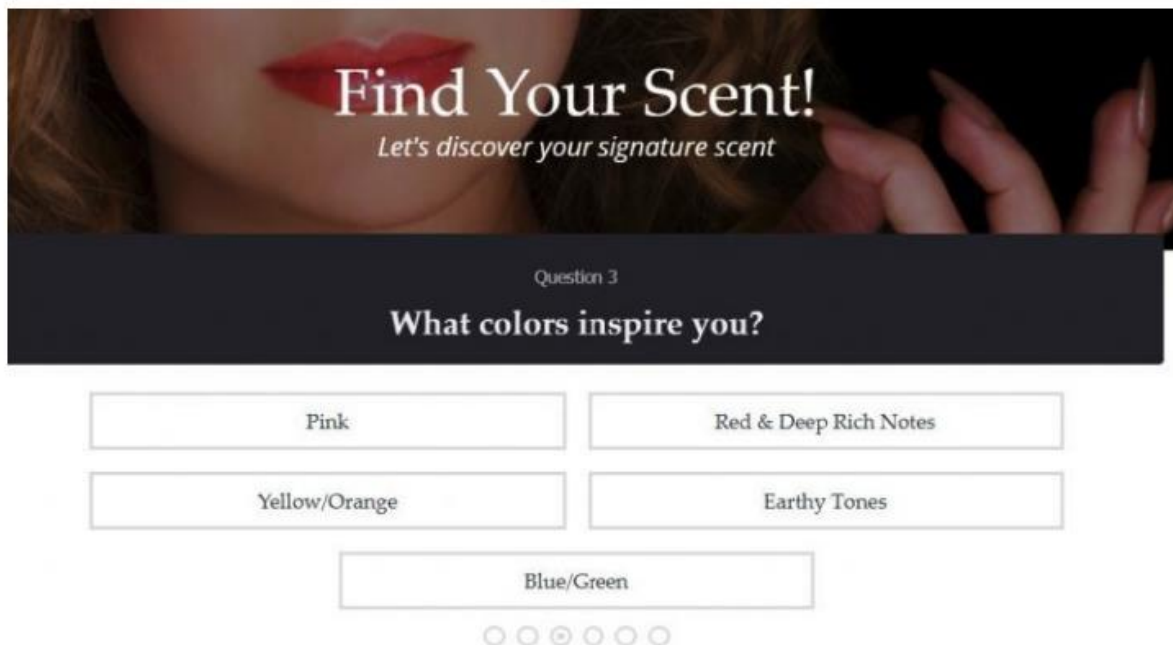 Find Your Scent!
Let's discover your signature scent
Question 3
What colors inspire you?
Pink
Red & Deep Rich Notes
Yellow/Orange
Earthy Tones
Blue/Green